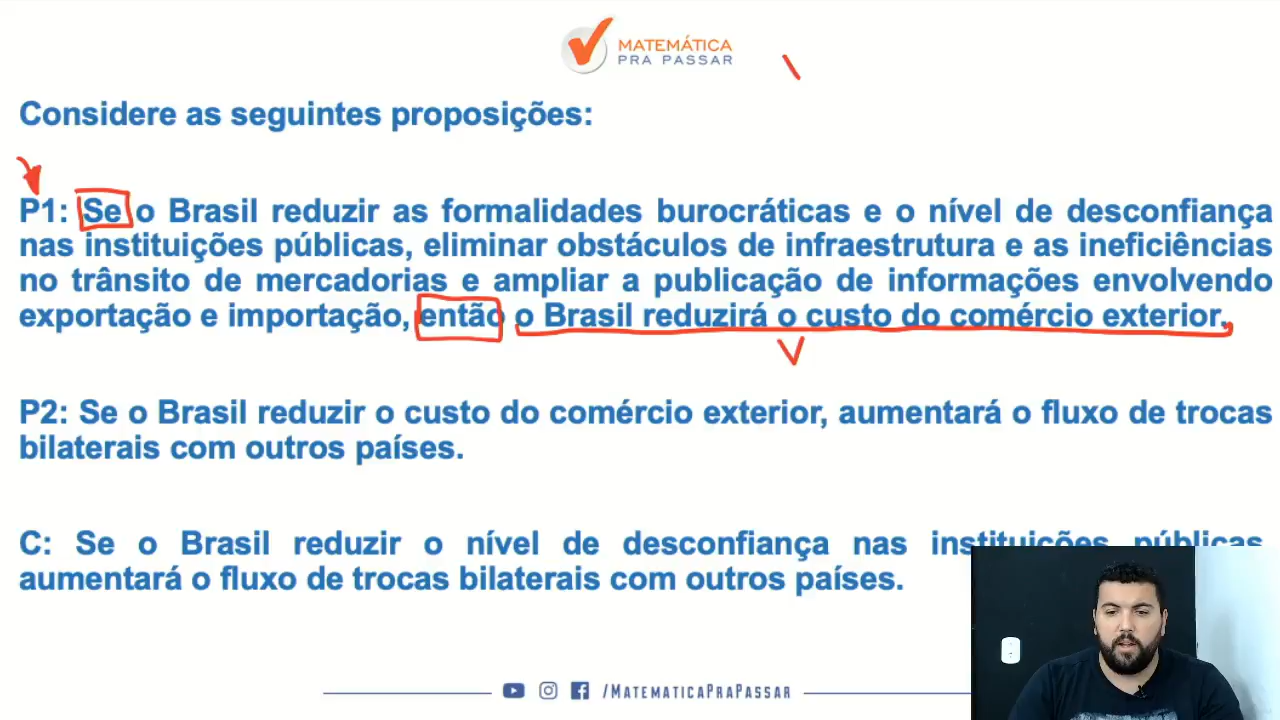 MATEMÁTICA
PRA PASSAR
Considere as seguintes proposições:
P1: Se o Brasil reduzir as formalidades burocráticas e o nível de desconfiança
nas instituições públicas, eliminar obstáculos de infraestrutura e as ineficiências
no trânsito de mercadorias e ampliar a publicação de informações envolvendo
exportação e importação, então o Brasil reduzirá o custo do comércio exterior.
V
P2: Se o Brasil reduzir o custo do comércio exterior, aumentará o fluxo de trocas
bilaterais com outros países.
C: Se o Brasil reduzir o nível de desconfiança nas instituições públicas,
aumentará o fluxo de trocas bilaterais com outros países.
/MATEMATICAPRAPASSAR